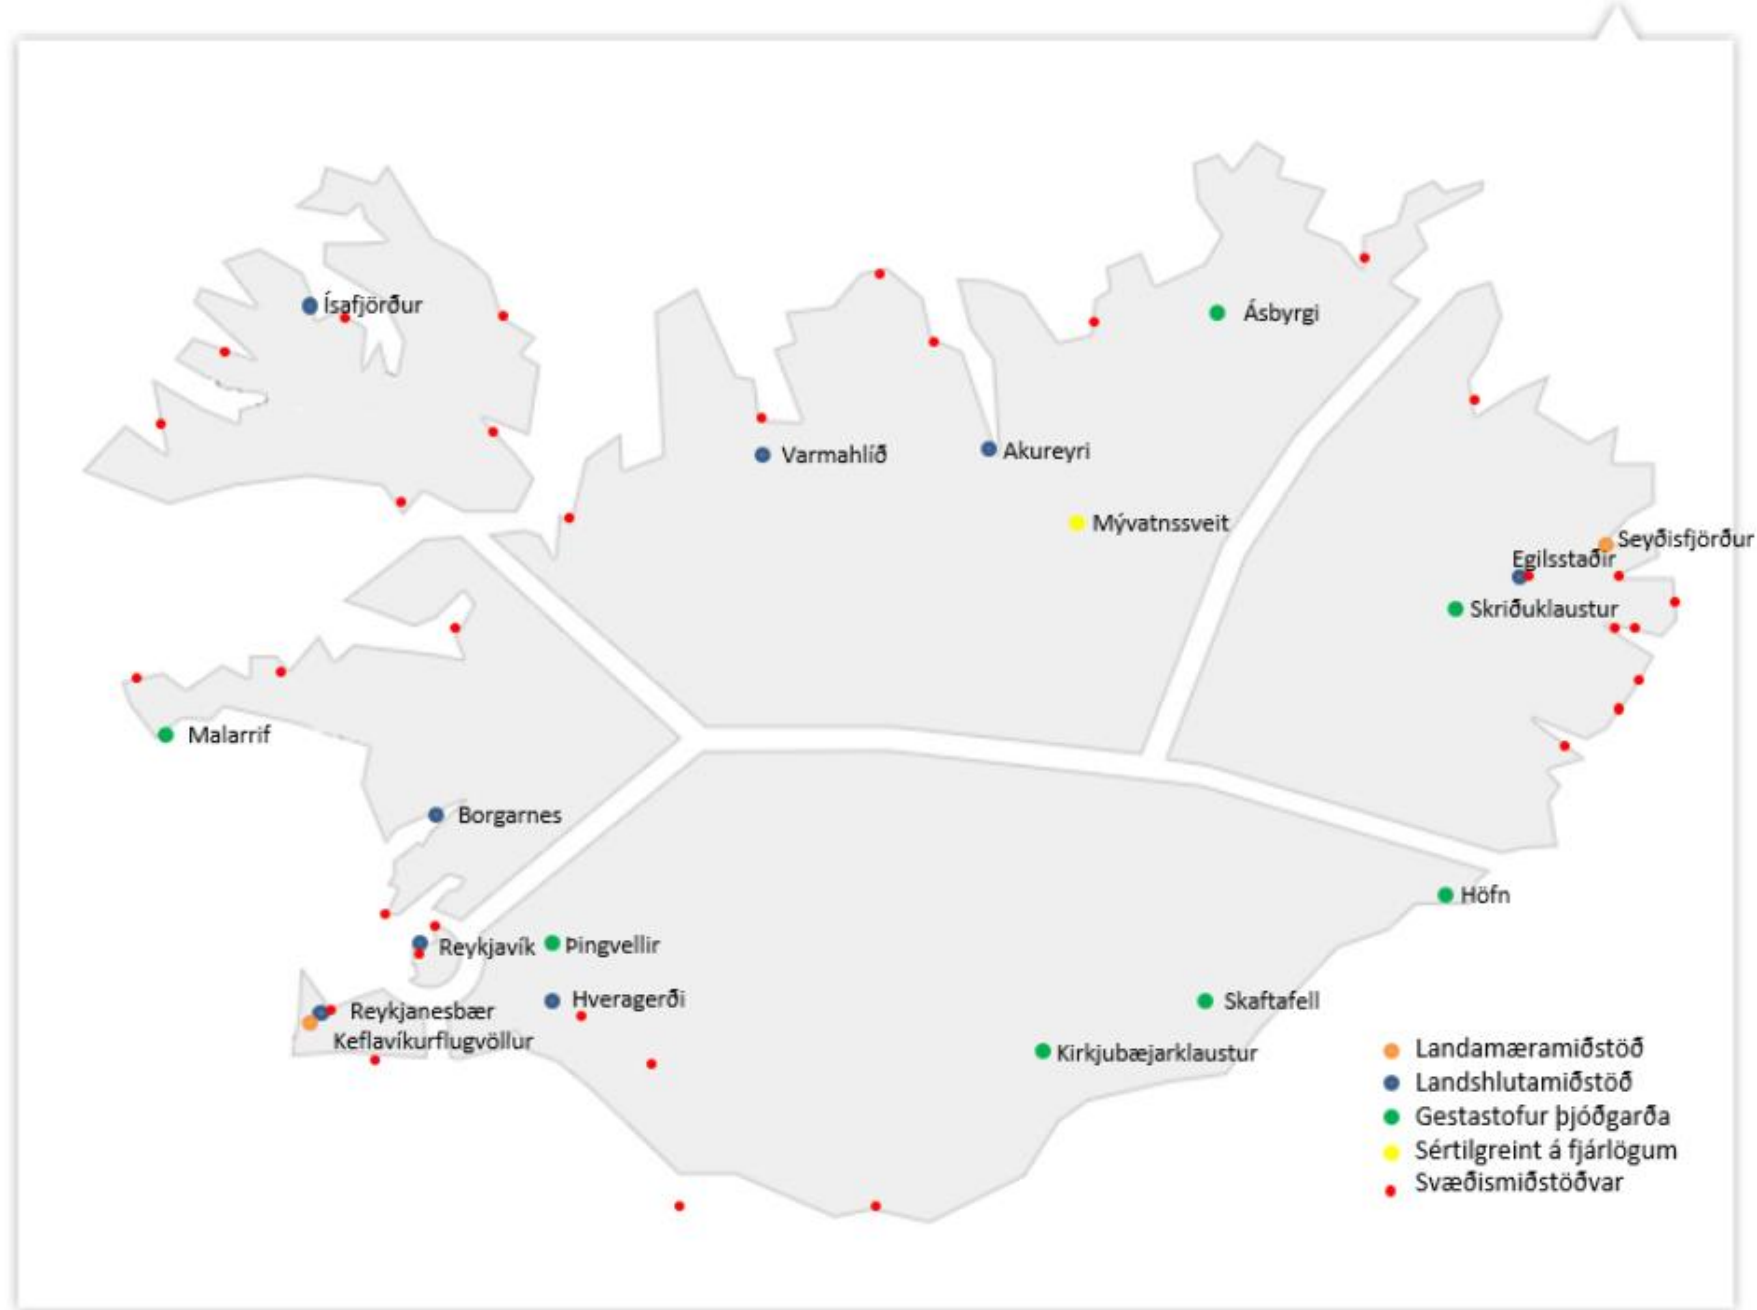 Ísafjörður
Ásbyrgi
Varmahlíð
Akureyri
Mývatnssveit
Seyðisfjörður
Egilsstaðir
Skriðuklaustur
Malarrif
Borgarnes
Höfn
Reykjavík
Þingvellir
Hveragerði
Skaftafell
Reykjanesbær
Keflavíkurflugvöllur
Kirkjubæjarklaustur
Landamæramiðstöð
Landshlutamiðstöð
Gestastofur þjóðgarða
Sértilgreint á fjárlögum
Svæðismiðstöðvar